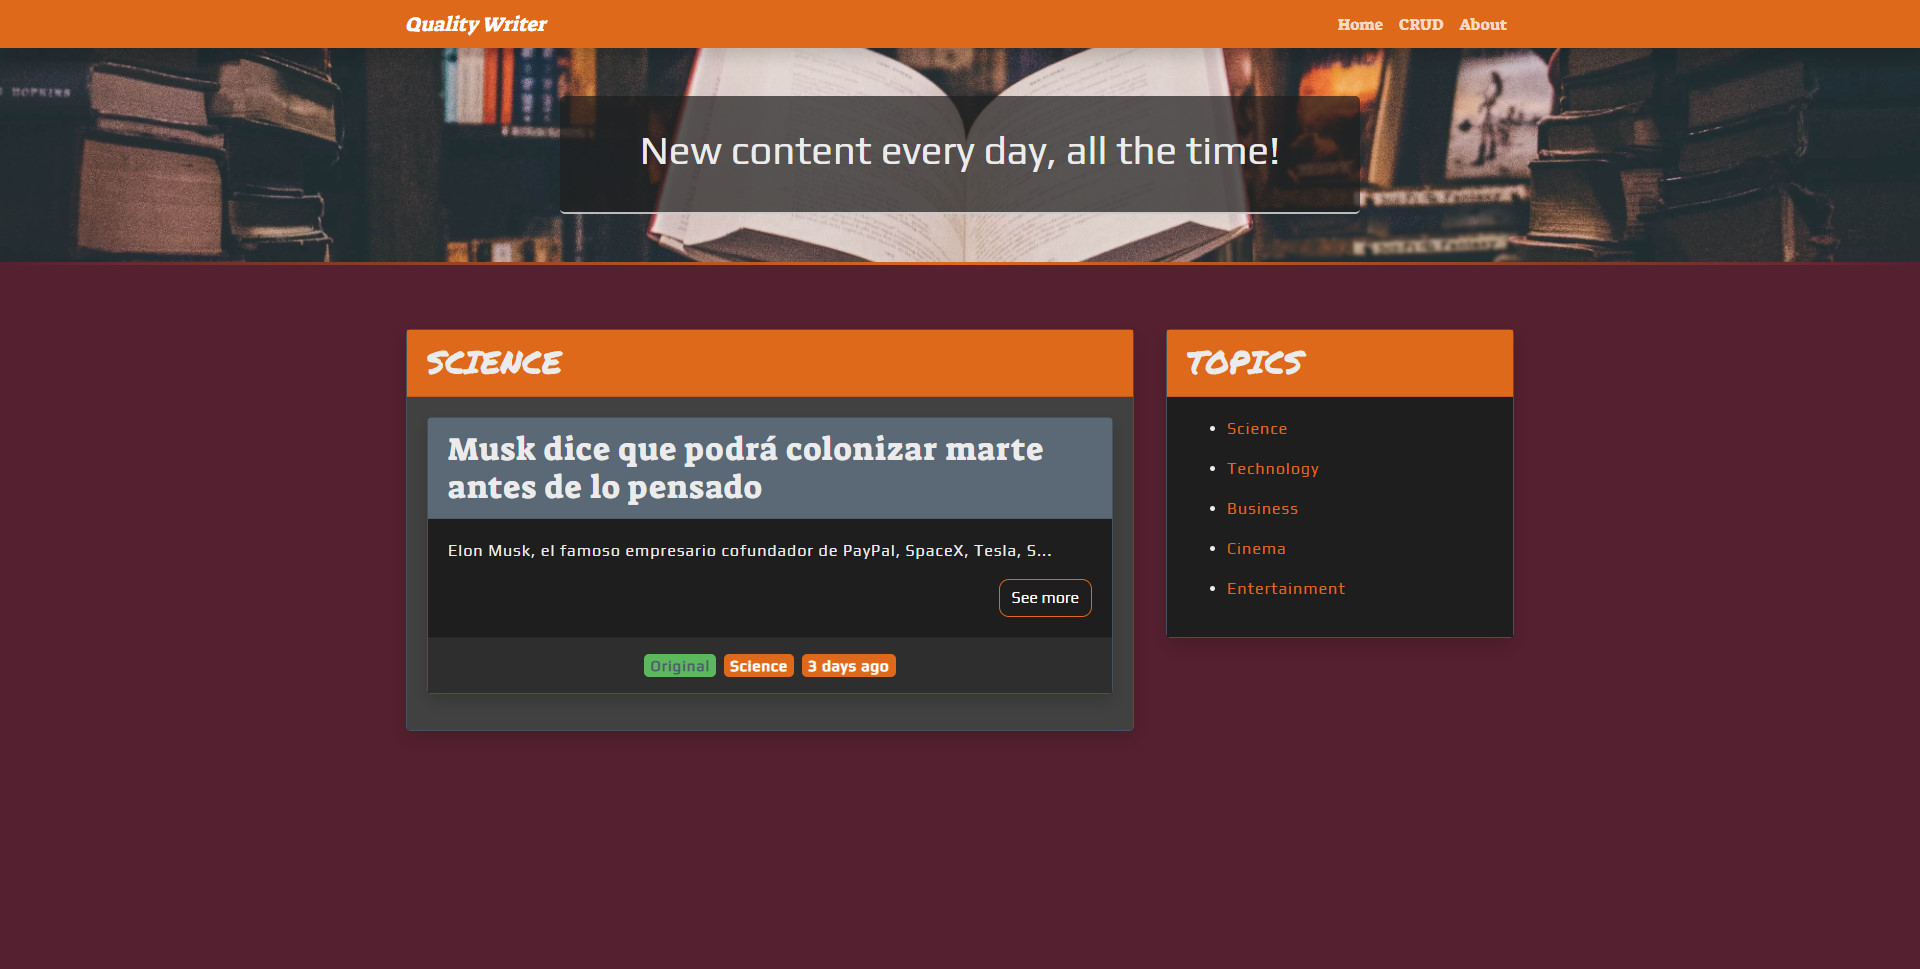 Quality Writer
Home CRUD About
HOPKINS
New content every day, all the time!
SCIENCE
Musk dice que podrá colonizar marte
antes de lo pensado
Elon Musk, el famoso empresario cofundador de PayPal, SpaceX, Tesla, S...
See more
Original Science 3 days ago
TOPICS
Science
Technology
Business
Cinema
Entertainment